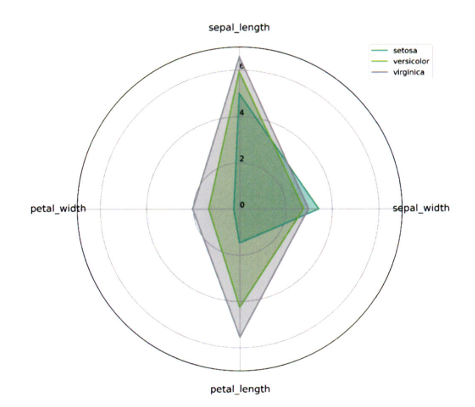 sepal_length
setosa
versicolor
virginica
6
4
2
0
petal_width
sepal_width
petal_length